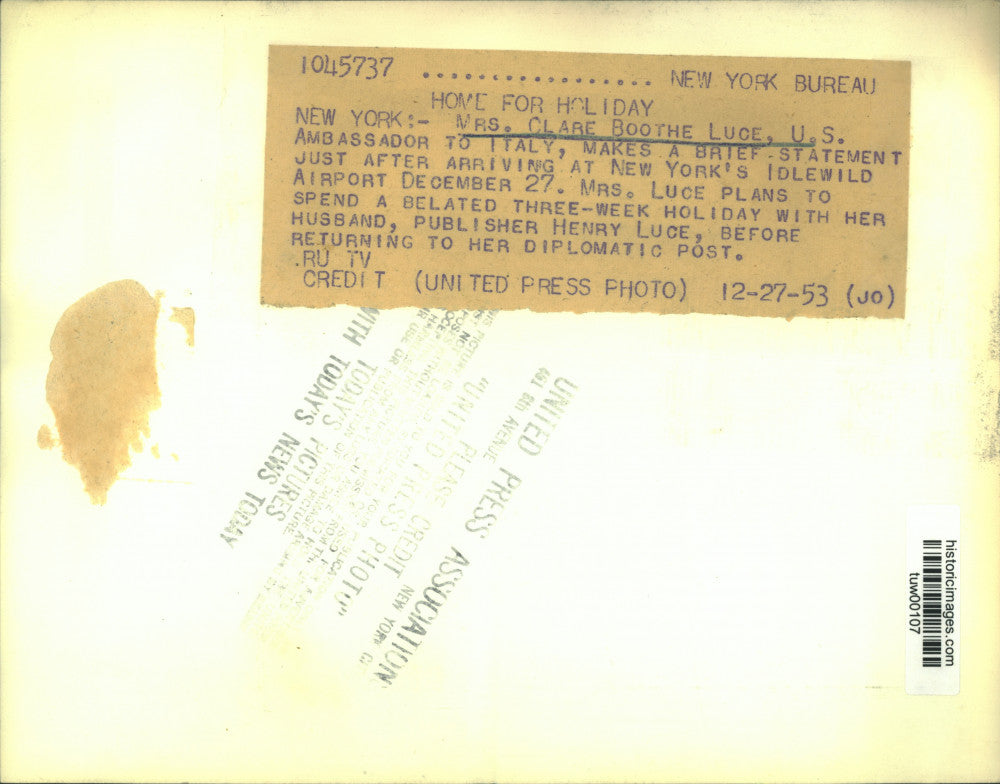 1045737 .................. NEW YORK BUREAU
HOME FOR HOLIDAY
NEW YORK:- MRS. CLARE BOOTHE LUCE, U.S.
AMBASSADOR TO ITALY, MAKES A BRIEF STATEMENT
JUST AFTER ARRIVING AT NEW YORK'S IDLEWILD
AIRPORT DECEMBER 27. MRS. LUCE PLANS TO
SPEND A BELATED THREE-WEEK HOLIDAY WITH HER
HUSBAND, PUBLISHER HENRY LUCE, BEFORE
RETURNING TO HER DIPLOMATIC POST.
.RU TV
CREDIT (UNITED PRESS PHOTO) 12-27-53 (JO)
UNITED PRESS ASSOCIATION
461 8TH AVENUE NEW YORK
PLEASE CREDIT
"UNITED PRESS PHOTO"
TODAY'S PICTURES
WITH TODAY'S NEWS TODAY
historicimages.com
tuw00107